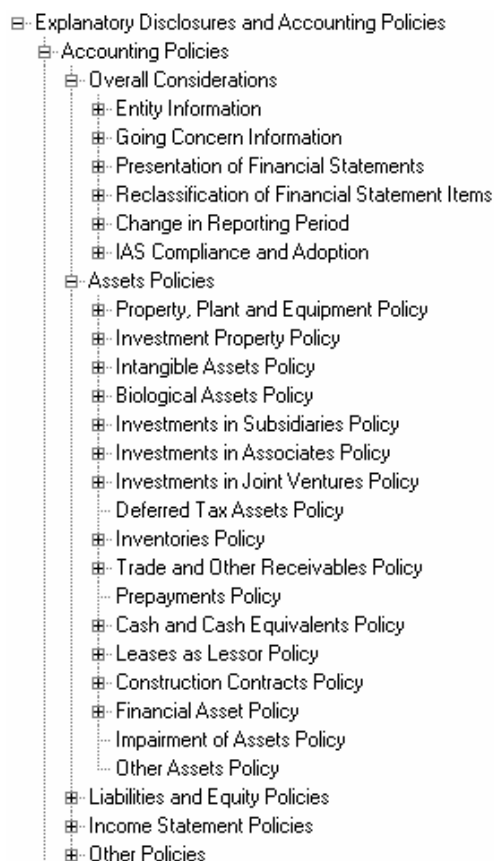 Explanatory Disclosures and Accounting Policies
Accounting Policies
Overall Considerations
Entity Information
Going Concern Information
Presentation of Financial Statements
Reclassification of Financial Statement Items
Change in Reporting Period
IAS Compliance and Adoption
Assets Policies
Property, Plant and Equipment Policy
Investment Property Policy
Intangible Assets Policy
Biological Assets Policy
Investments in Subsidiaries Policy
Investments in Associates Policy
Investments in Joint Ventures Policy
Deferred Tax Assets Policy
Inventories Policy
Trade and Other Receivables Policy
Prepayments Policy
Cash and Cash Equivalents Policy
Leases as Lessor Policy
Construction Contracts Policy
Financial Asset Policy
Impairment of Assets Policy
Other Assets Policy
Liabilities and Equity Policies
Income Statement Policies
Other Policies